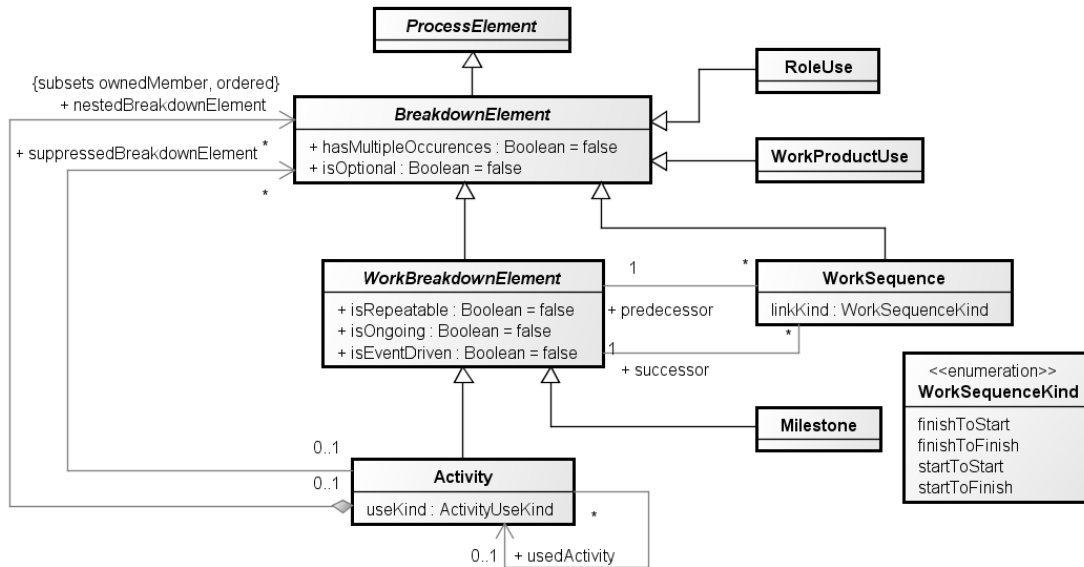 ProcessElement
{subsets ownedMember, ordered}
+ nestedBreakdownElement
*
+ suppressedBreakdownElement
*
BreakdownElement
+ hasMultipleOccurences : Boolean = false
+ isOptional : Boolean = false
RoleUse
WorkProductUse
WorkBreakdownElement
+ isRepeatable : Boolean = false
+ isOngoing : Boolean = false
+ isEventDriven : Boolean = false
1
*
+ predecessor
1
*
+ successor
WorkSequence
linkKind : WorkSequenceKind
<<enumeration>>
WorkSequenceKind
finishToStart
finishToFinish
startToStart
startToFinish
Milestone
0..1
0..1
Activity
useKind : ActivityUseKind
*
0..1
+ usedActivity